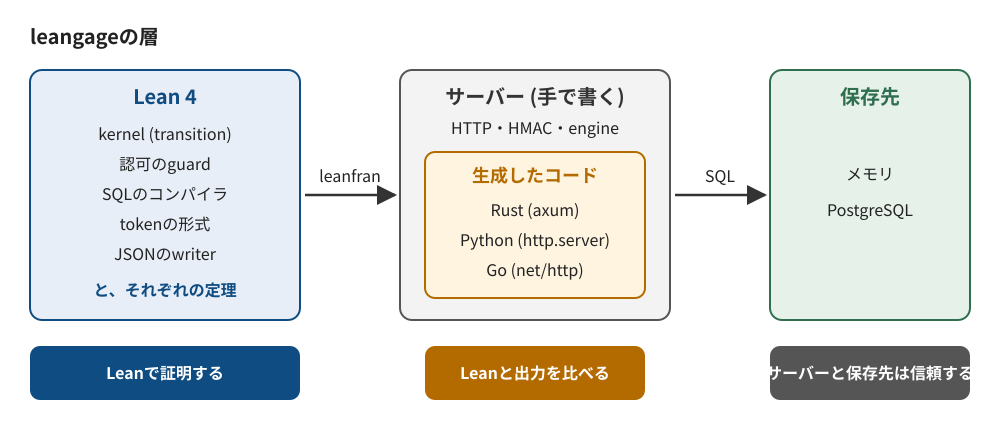 leangageの層
Lean 4
kernel (transition)
認可のguard
SQLのコンパイラ
tokenの形式
JSONのwriter
と、それぞれの定理
leanfran
サーバー (手で書く)
HTTP・HMAC・engine
生成したコード
Rust (axum)
Python (http.server)
Go (net/http)
SQL
保存先
メモリ
PostgreSQL
Leanで証明する
Leanと出力を比べる
サーバーと保存先は信頼する